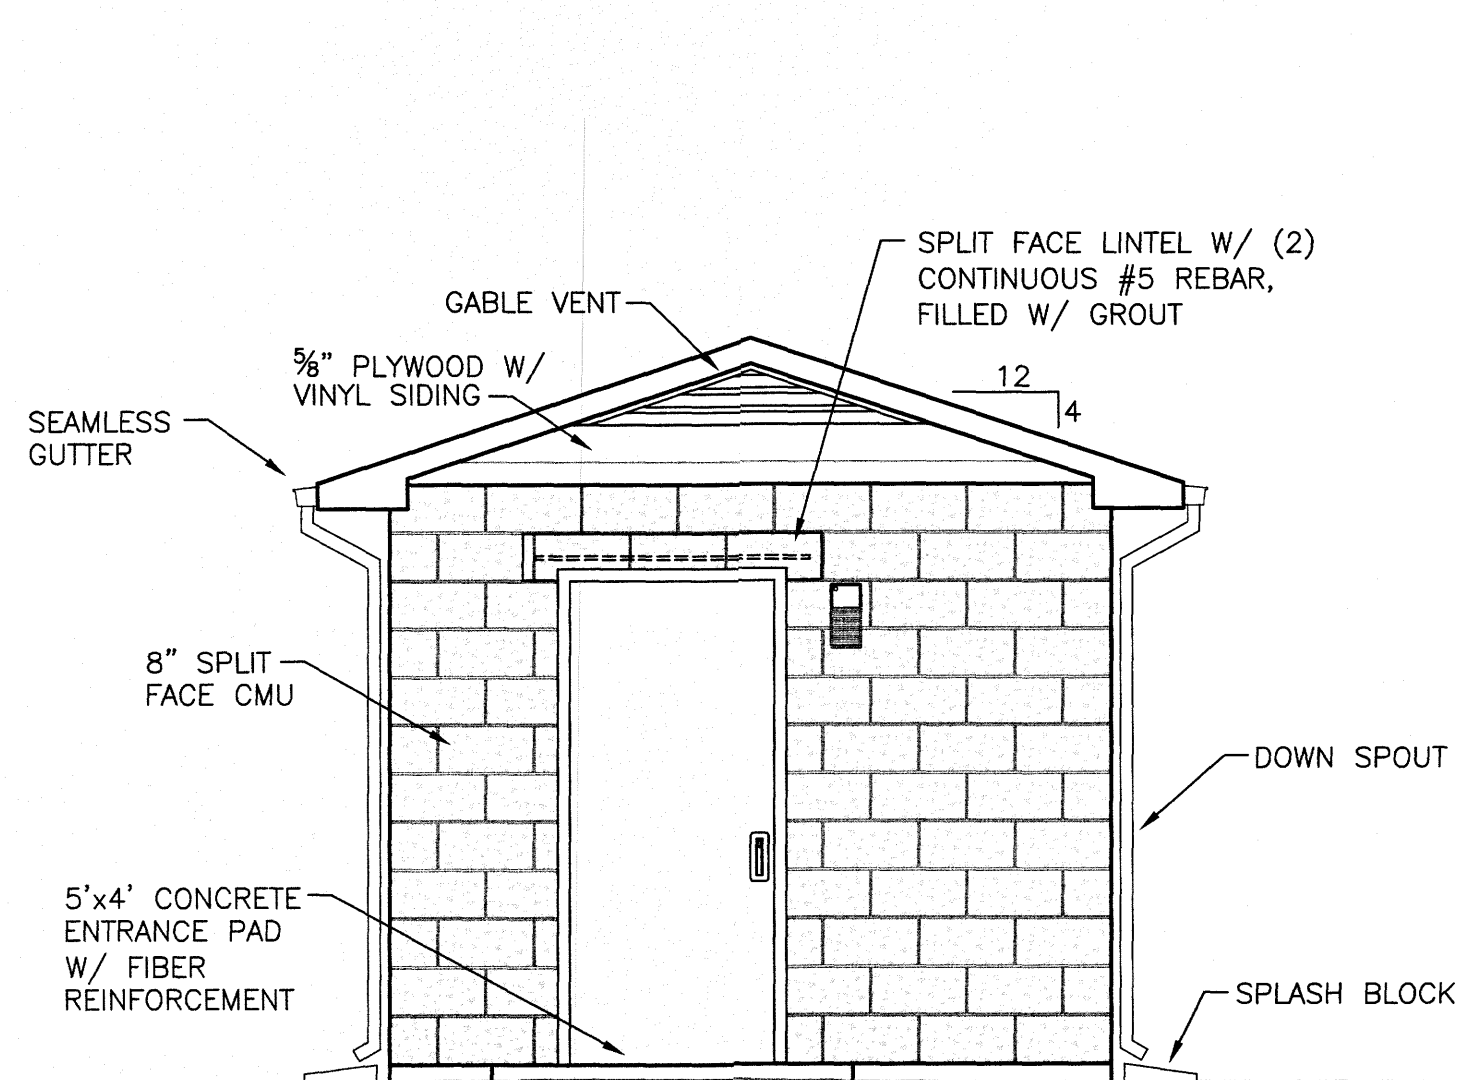 SPLIT FACE LINTEL W/ (2)
CONTINUOUS #5 REBAR,
FILLED W/ GROUT
GABLE VENT
⅝" PLYWOOD W/
VINYL SIDING
12
4
SEAMLESS
GUTTER
8" SPLIT
FACE CMU
DOWN SPOUT
5'x4' CONCRETE
ENTRANCE PAD
W/ FIBER
REINFORCEMENT
SPLASH BLOCK